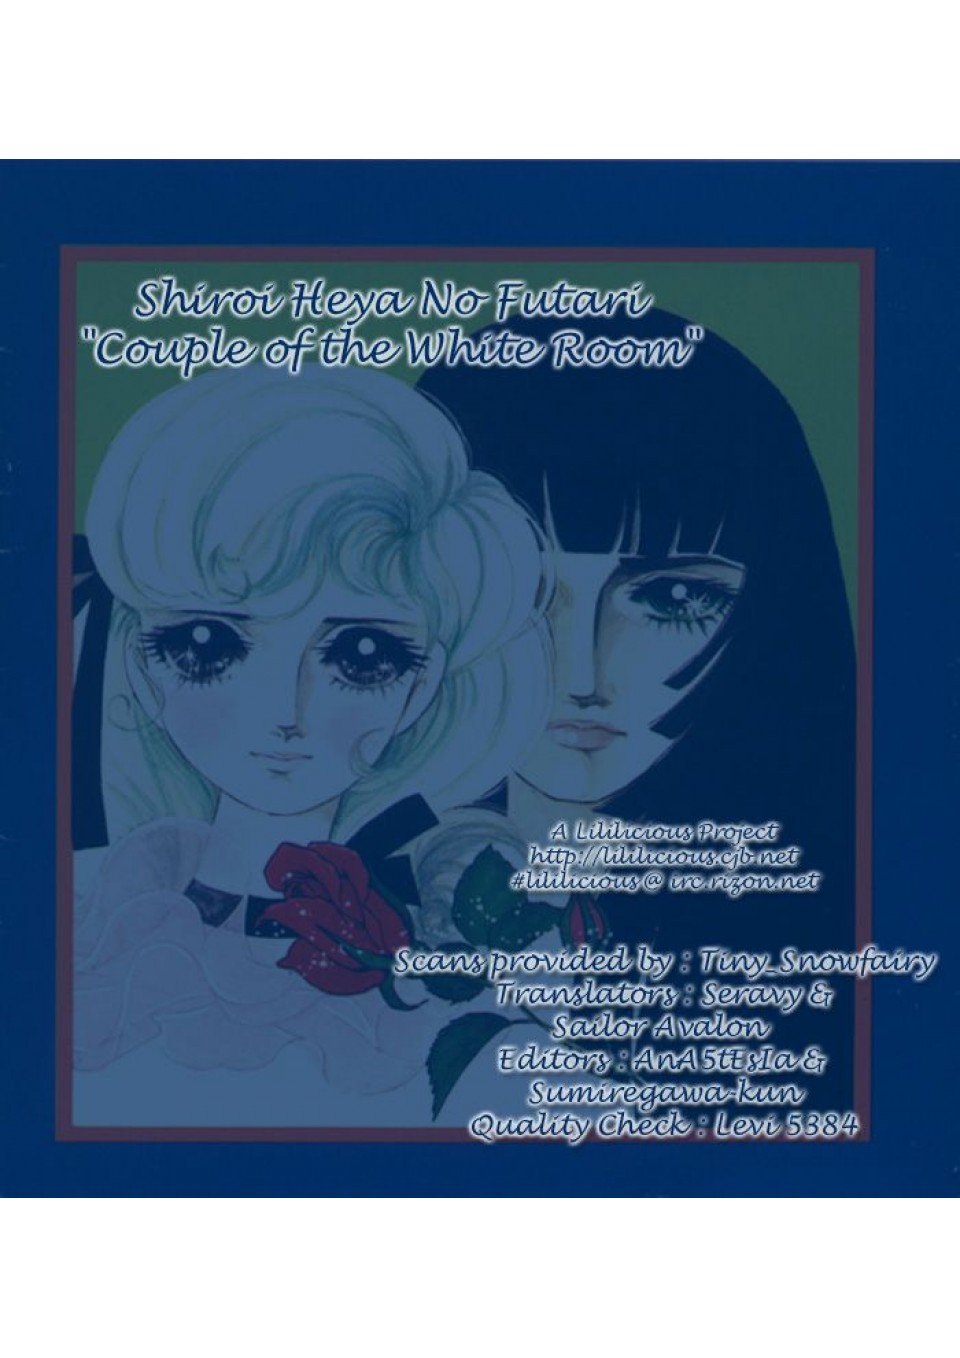 Shiroi Heya No Futari
"Couple of the White Room"
A Lililicious Project
http://lililicious.cjb.net
#lililicious@ irc.rizon.net
Scans provided by : Tiny_Snowfairy
Translators : Seravy &
Sailor Avalon
Editors : AnA5tEsIa &
Sumiregawa-kun
Quality Check : Levi 5384